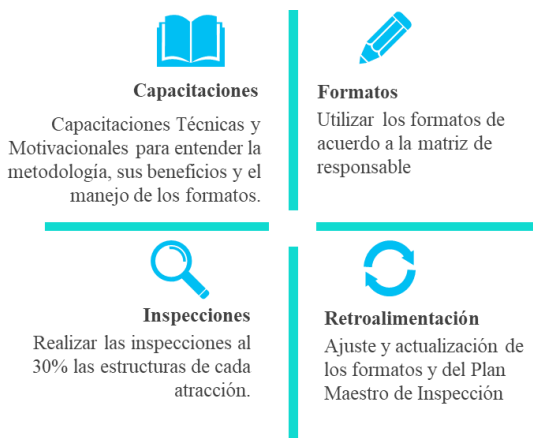 Capacitaciones
Capacitaciones Técnicas y
Motivacionales para entender la
metodología, sus beneficios y el
manejo de los formatos.
Formatos
Utilizar los formatos de
acuerdo a la matriz de
responsable
Inspecciones
Realizar las inspecciones al
30% las estructuras de cada
atracción.
Retroalimentación
Ajuste y actualización de
los formatos y del Plan
Maestro de Inspección